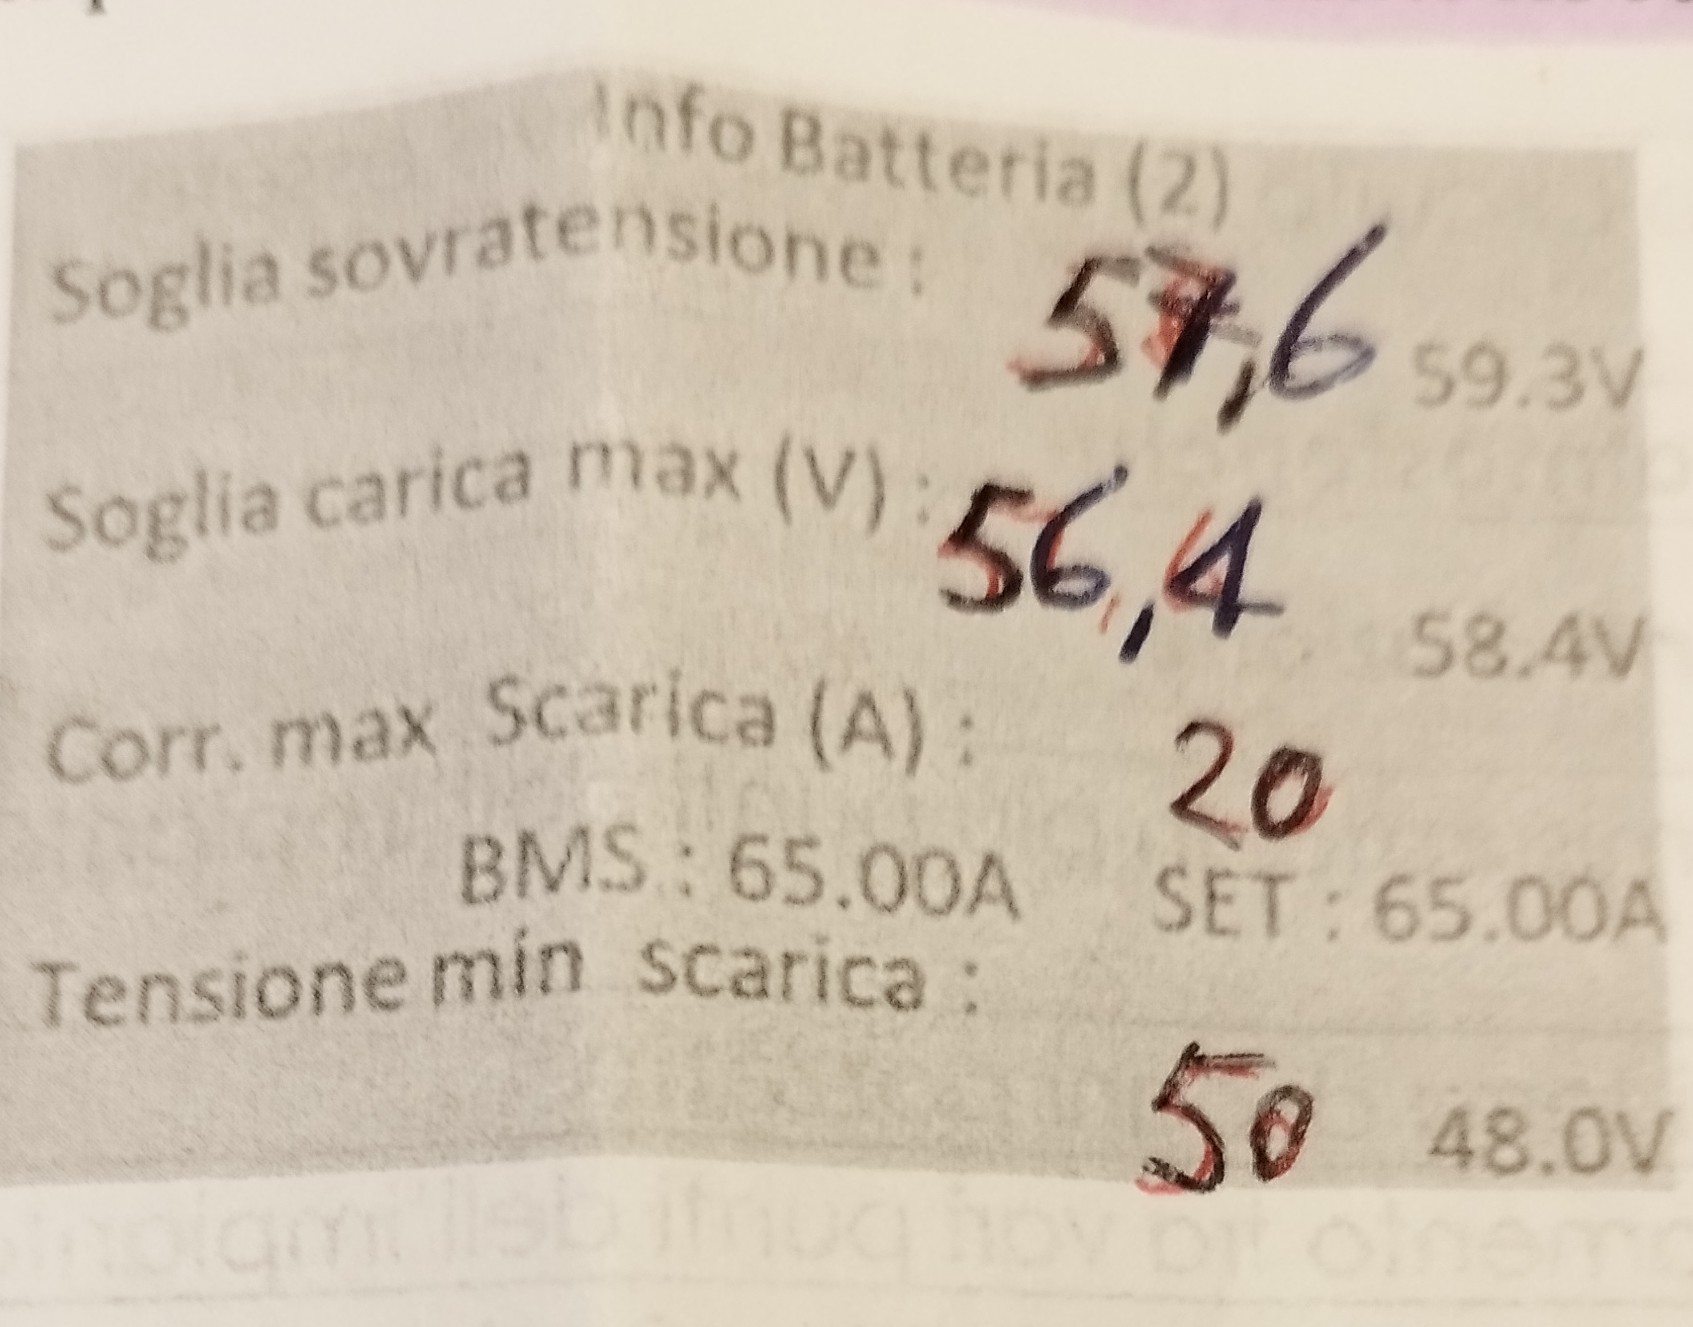 Info Batteria (2)
Soglia sovratensione :
57,6 59.3V
Soglia carica max (V) : 56,4
58.4V
Corr. max Scarica (A) : 20
BMS : 65.00A SET : 65.00A
Tensione min scarica :
50 48.0V